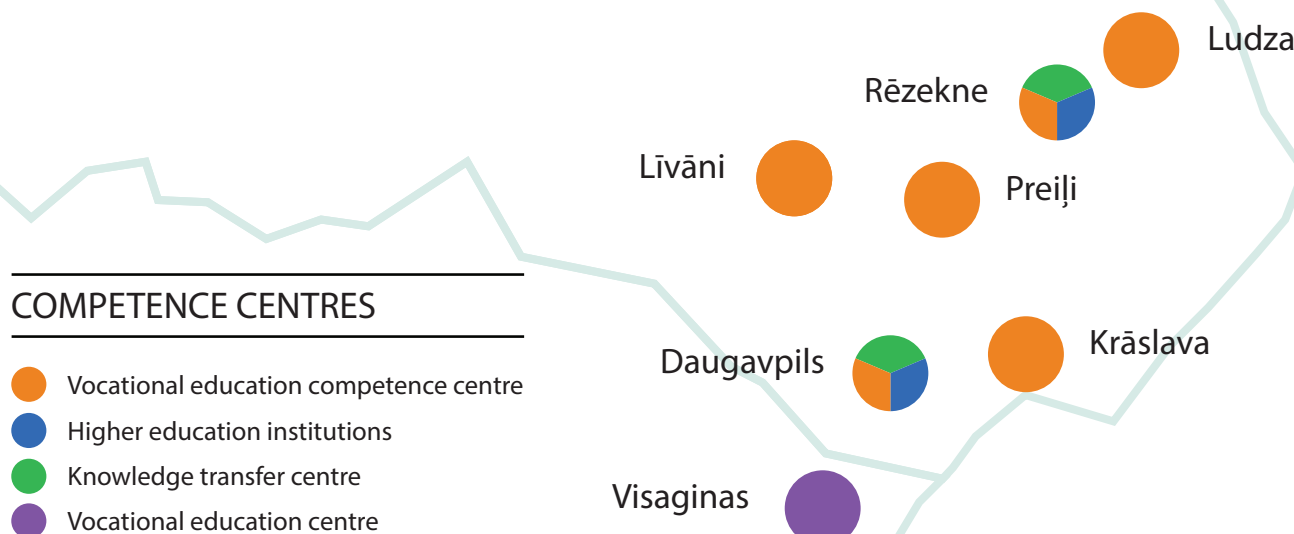 Ludza
Rēzekne
Līvāni
Preiļi
COMPETENCE CENTRES
Krāslava
Daugavpils
Vocational education competence centre
Higher education institutions
Knowledge transfer centre
Visaginas
Vocational education centre